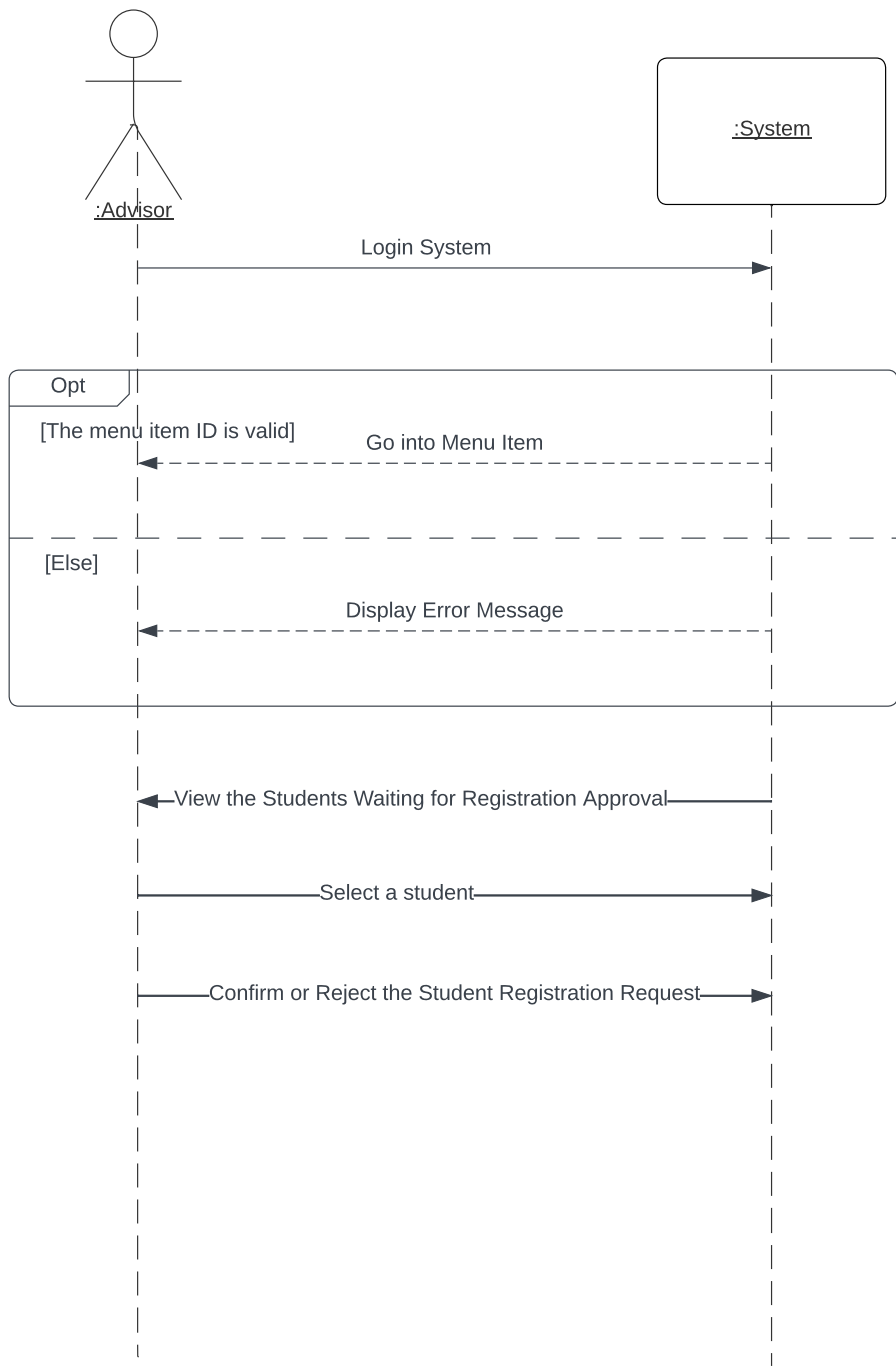 :System
:Advisor
Login System
Opt
[The menu item ID is valid]
Go into Menu Item
[Else]
Display Error Message
View the Students Waiting for Registration Approval
Select a student
Confirm or Reject the Student Registration Request